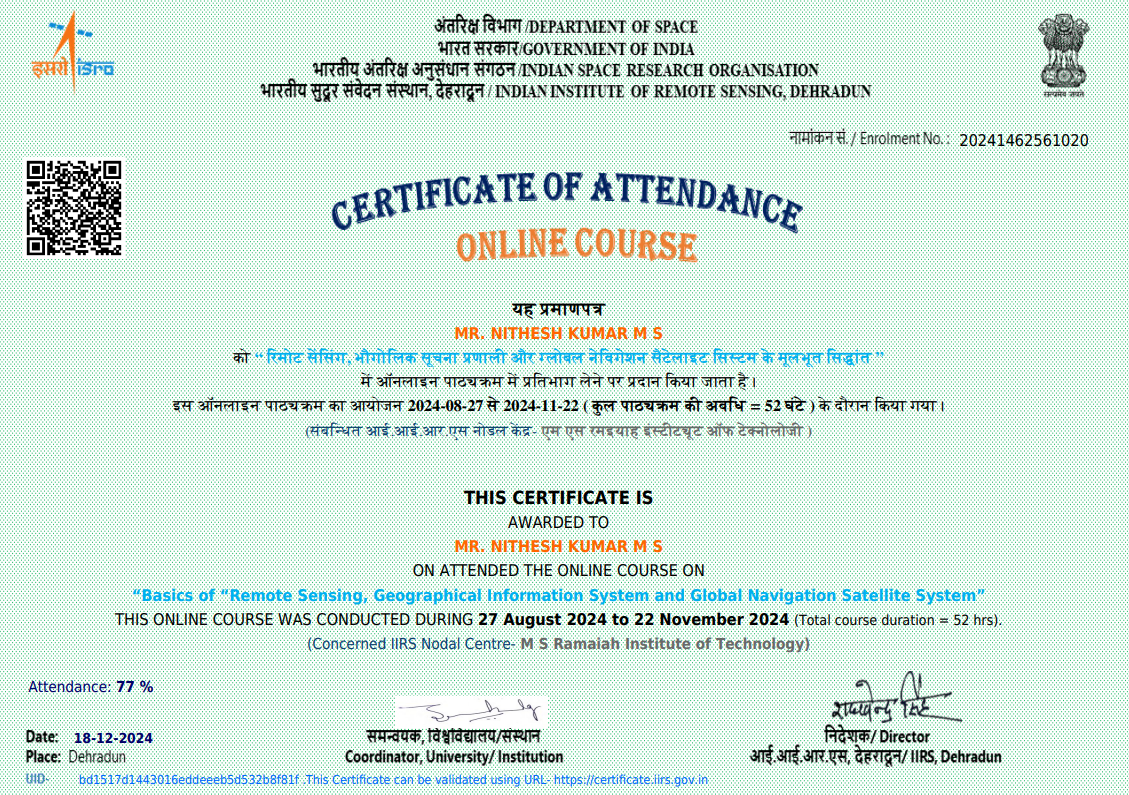 इसरो isro
अंतरिक्ष विभाग /DEPARTMENT OF SPACE
भारत सरकार/GOVERNMENT OF INDIA
भारतीय अंतरिक्ष अनुसंधान संगठन /INDIAN SPACE RESEARCH ORGANISATION
भारतीय सुदूर संवेदन संस्थान, देहरादून / INDIAN INSTITUTE OF REMOTE SENSING, DEHRADUN
सत्यमेव जयते
नामांकन सं. / Enrolment No. : 20241462561020
CERTIFICATE OF ATTENDANCE
ONLINE COURSE
यह प्रमाणपत्र
MR. NITHESH KUMAR M S
को “ रिमोट सेंसिंग, भौगोलिक सूचना प्रणाली और ग्लोबल नेविगेशन सैटेलाइट सिस्टम के मूलभूत सिद्धांत ”
में ऑनलाइन पाठ्यक्रम में प्रतिभाग लेने पर प्रदान किया जाता है।
इस ऑनलाइन पाठ्यक्रम का आयोजन 2024-08-27 से 2024-11-22 ( कुल पाठ्यक्रम की अवधि = 52 घंटे ) के दौरान किया गया।
(संबन्धित आई.आई.आर.एस नोडल केंद्र- एम एस रमइयाह इंस्टीट्यूट ऑफ टेक्नोलोजी )
THIS CERTIFICATE IS
AWARDED TO
MR. NITHESH KUMAR M S
ON ATTENDED THE ONLINE COURSE ON
“Basics of “Remote Sensing, Geographical Information System and Global Navigation Satellite System”
THIS ONLINE COURSE WAS CONDUCTED DURING 27 August 2024 to 22 November 2024 (Total course duration = 52 hrs).
(Concerned IIRS Nodal Centre- M S Ramaiah Institute of Technology)
Attendance: 77 %
Date: 18-12-2024
Place: Dehradun
समन्वयक, विश्वविद्यालय/संस्थान
Coordinator, University/ Institution
निदेशक/ Director
आई.आई.आर.एस, देहरादून/ IIRS, Dehradun
UID- bd1517d1443016eddeeeb5d532b8f81f .This Certificate can be validated using URL- https://certificate.iirs.gov.in